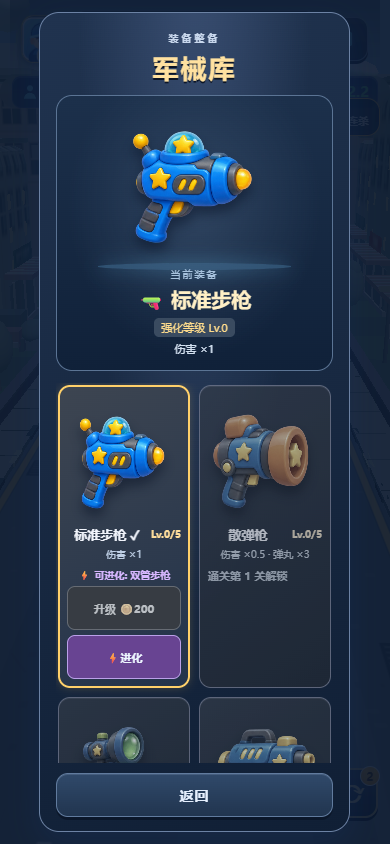 装备整备
军械库
当前装备
标准步枪
强化等级 Lv.0
伤害 ×1
标准步枪 ✓ Lv.0/5
伤害 ×1
可进化: 双管步枪
升级 200
进化
散弹枪 Lv.0/5
伤害 ×0.5 · 弹丸 ×3
通关第 1 关解锁
返回
2